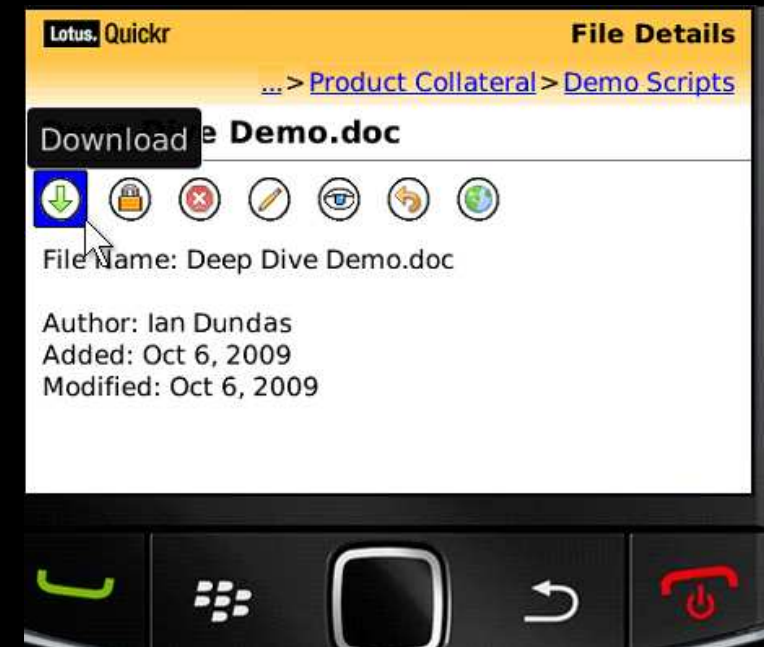 Lotus. Quickr
File Details
...>Product Collateral>Demo Scripts
Download
e Demo.doc
File Name: Deep Dive Demo.doc
Author: Ian Dundas
Added: Oct 6, 2009
Modified: Oct 6, 2009